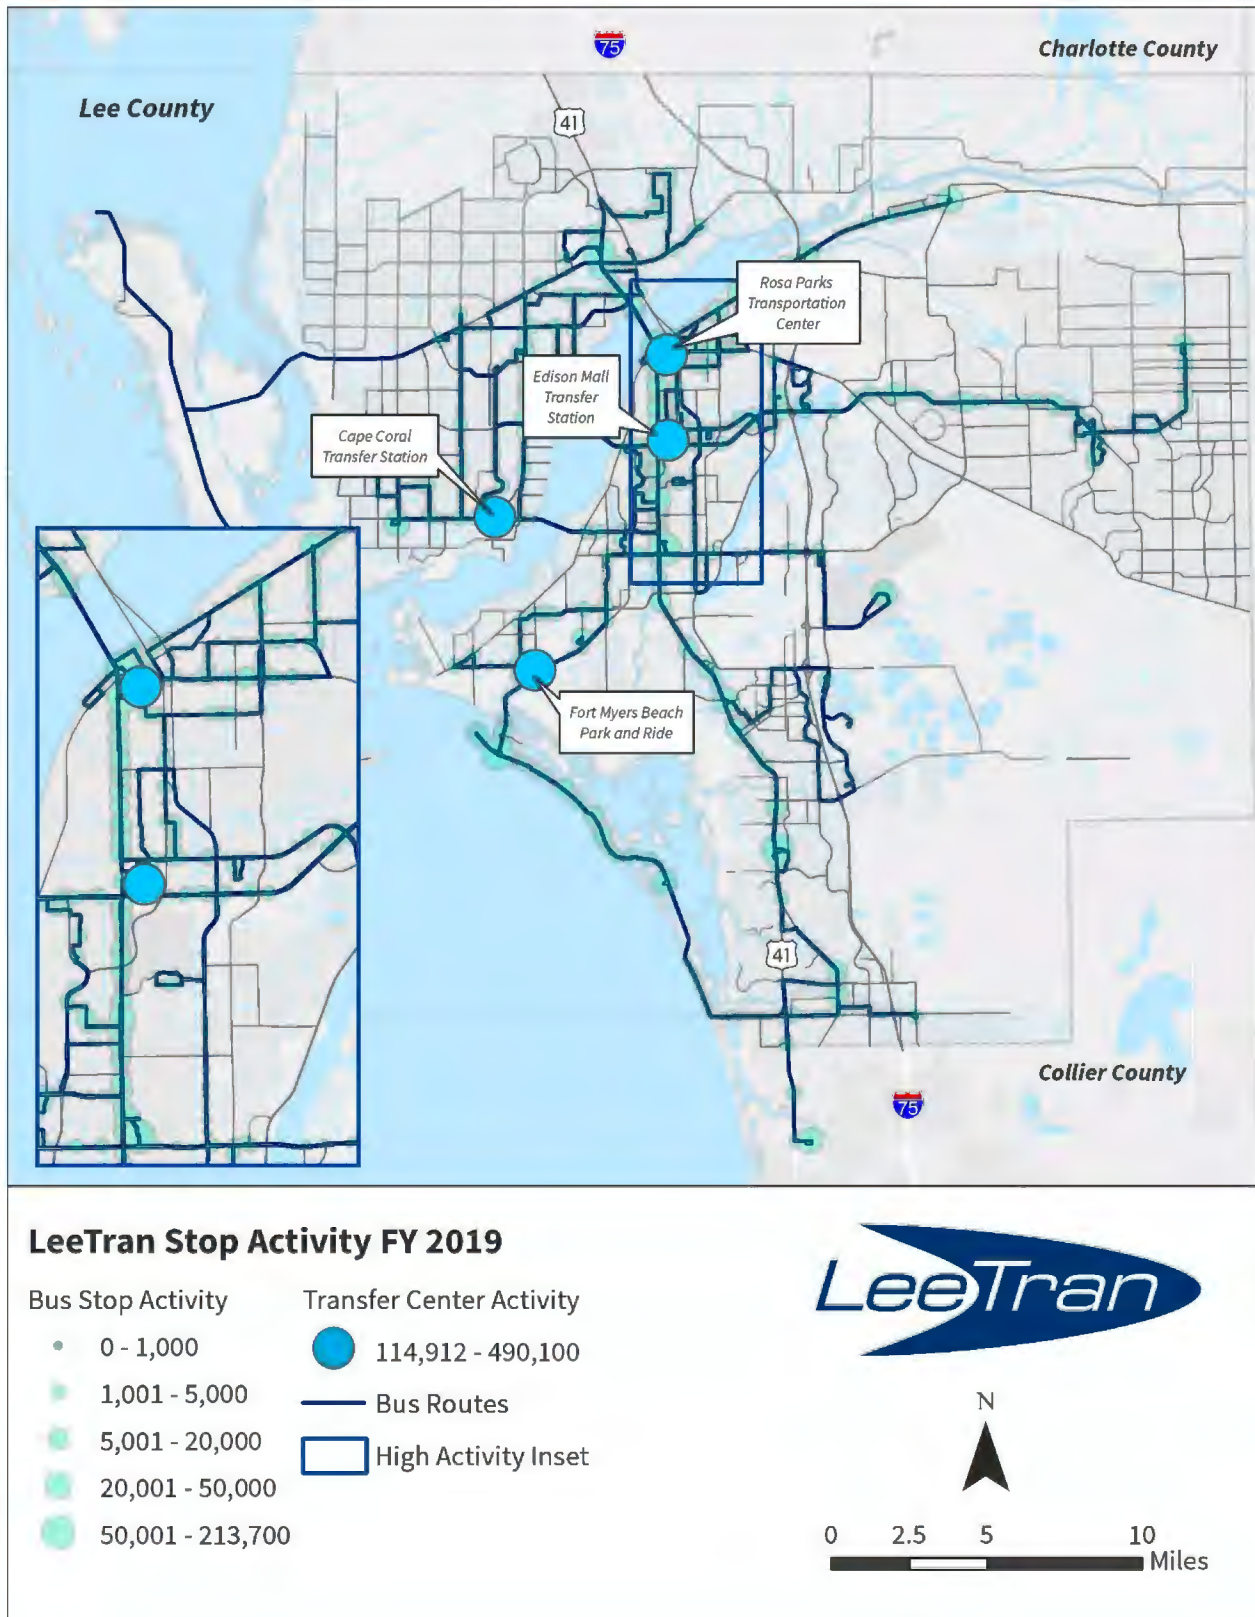 75
Charlotte County
Lee County
41
Rosa Parks
Transportation
Center
Edison Mall
Transfer
Station
Cape Coral
Transfer Station
Fort Myers Beach
Park and Ride
41
Collier County
75
LeeTran Stop Activity FY 2019
Bus Stop Activity
0 - 1,000
1,001 - 5,000
5,001 - 20,000
20,001 - 50,000
50,001 - 213,700
Transfer Center Activity
114,912 - 490,100
Bus Routes
High Activity Inset
LeeTran
N
0 2.5 5 10
Miles